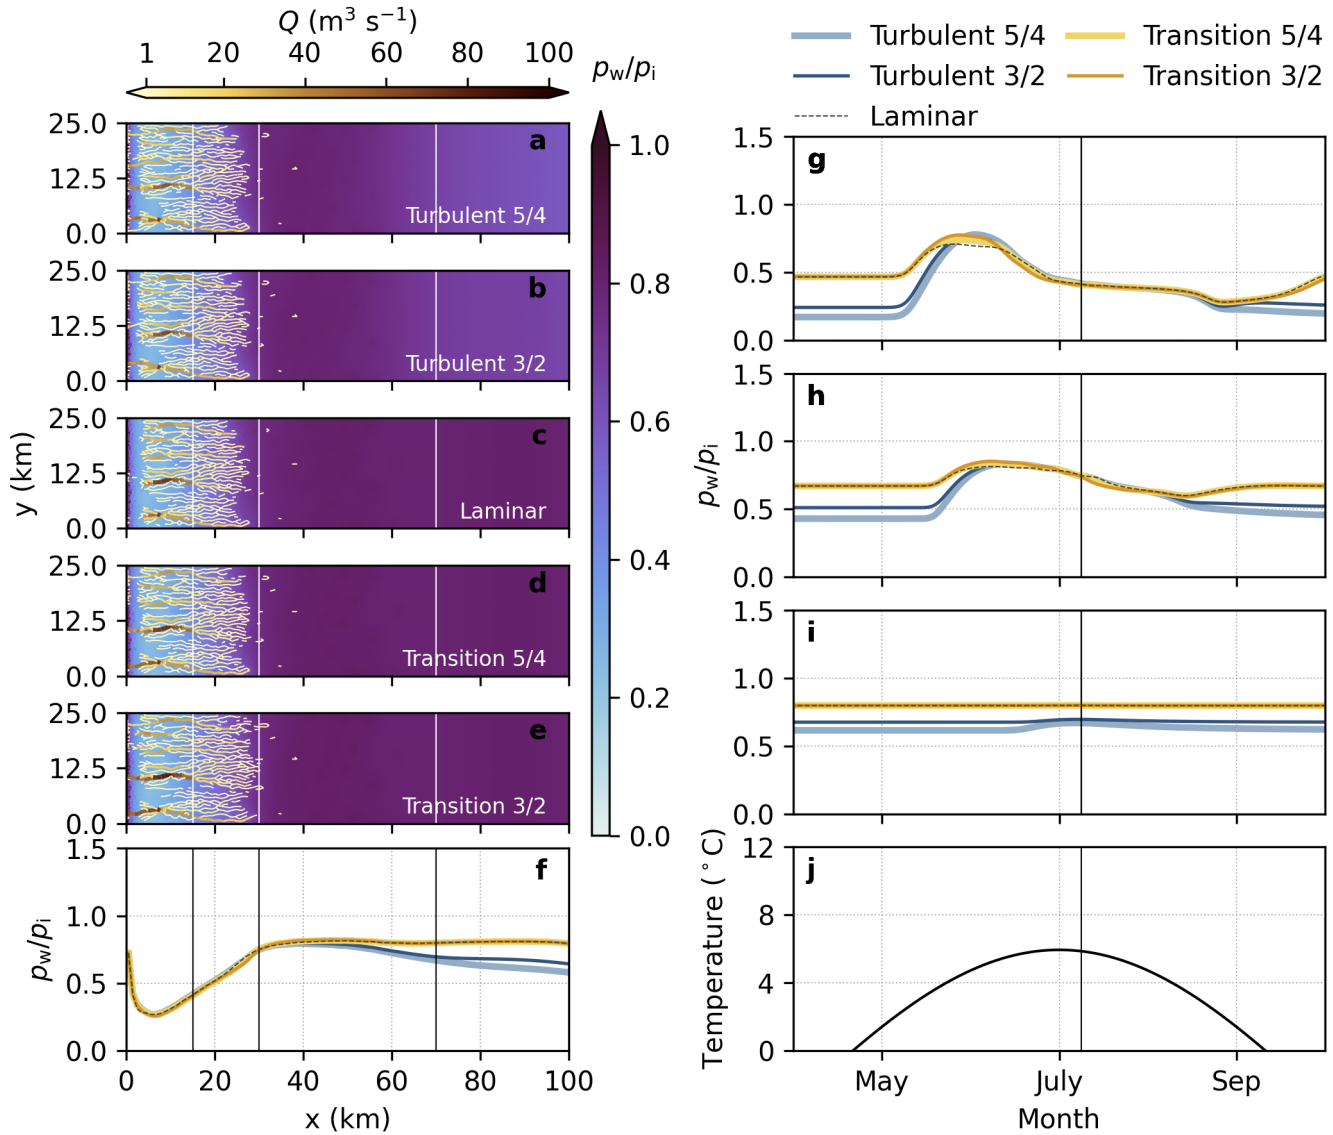 Q (m³ s⁻¹)
1 20 40 60 80 100
p_w/p_i
Turbulent 5/4
Turbulent 3/2
Laminar
Transition 5/4
Transition 3/2
25.0
12.5
0.0
a
Turbulent 5/4
25.0
12.5
0.0
b
Turbulent 3/2
25.0
12.5
0.0
c
Laminar
25.0
12.5
0.0
d
Transition 5/4
25.0
12.5
0.0
e
Transition 3/2
y (km)
1.0
0.8
0.6
0.4
0.2
0.0
1.5
1.0
0.5
0.0
p_w/p_i
f
0 20 40 60 80 100
x (km)
1.5
1.0
0.5
0.0
g
1.5
1.0
0.5
0.0
p_w/p_i
h
1.5
1.0
0.5
0.0
i
12
8
4
0
Temperature (°C)
j
May July Sep
Month